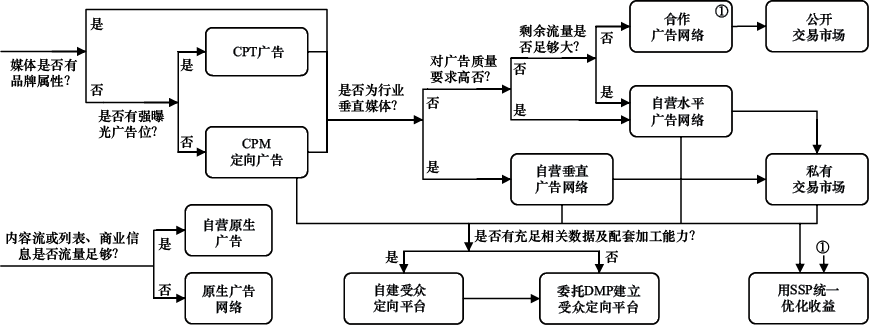 是
媒体是否有
品牌属性?
否
是否有强曝
光广告位?
是
CPT广告
否
CPM
定向广告
是否为行业
垂直媒体?
否
是
对广告质量
要求高否?
否
是
剩余流量是
否足够大?
否
是
合作
广告网络
①
公开
交易市场
自营水平
广告网络
自营垂直
广告网络
私有
交易市场
内容流或列表、商业信
息是否流量足够?
是
自营原生
广告
否
原生广告
网络
是否有充足相关数据及配套加工能力?
是
否
自建受众
定向平台
委托DMP建立
受众定向平台
①
用SSP统一
优化收益